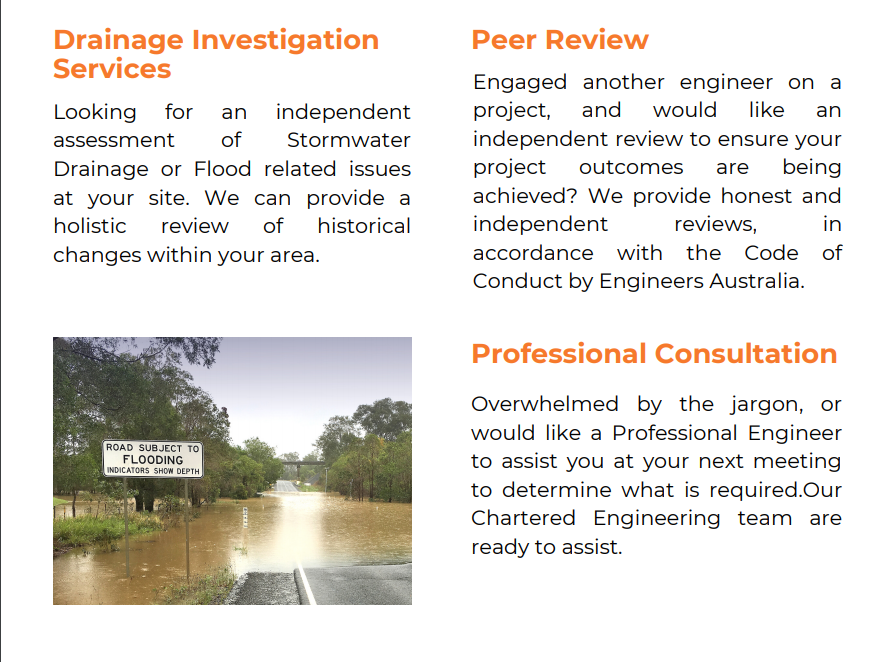 Drainage Investigation
Services
Looking for an independent
assessment of Stormwater
Drainage or Flood related issues
at your site. We can provide a
holistic review of historical
changes within your area.
ROAD SUBJECT TO
FLOODING
INDICATORS SHOW DEPTH
Peer Review
Engaged another engineer on a
project, and would like an
independent review to ensure your
project outcomes are being
achieved? We provide honest and
independent reviews, in
accordance with the Code of
Conduct by Engineers Australia.
Professional Consultation
Overwhelmed by the jargon, or
would like a Professional Engineer
to assist you at your next meeting
to determine what is required.Our
Chartered Engineering team are
ready to assist.